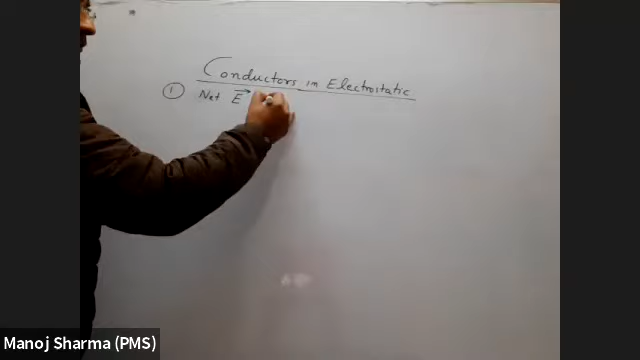 Conductors in Electrostatic
① Net E⃗
Manoj Sharma (PMS)